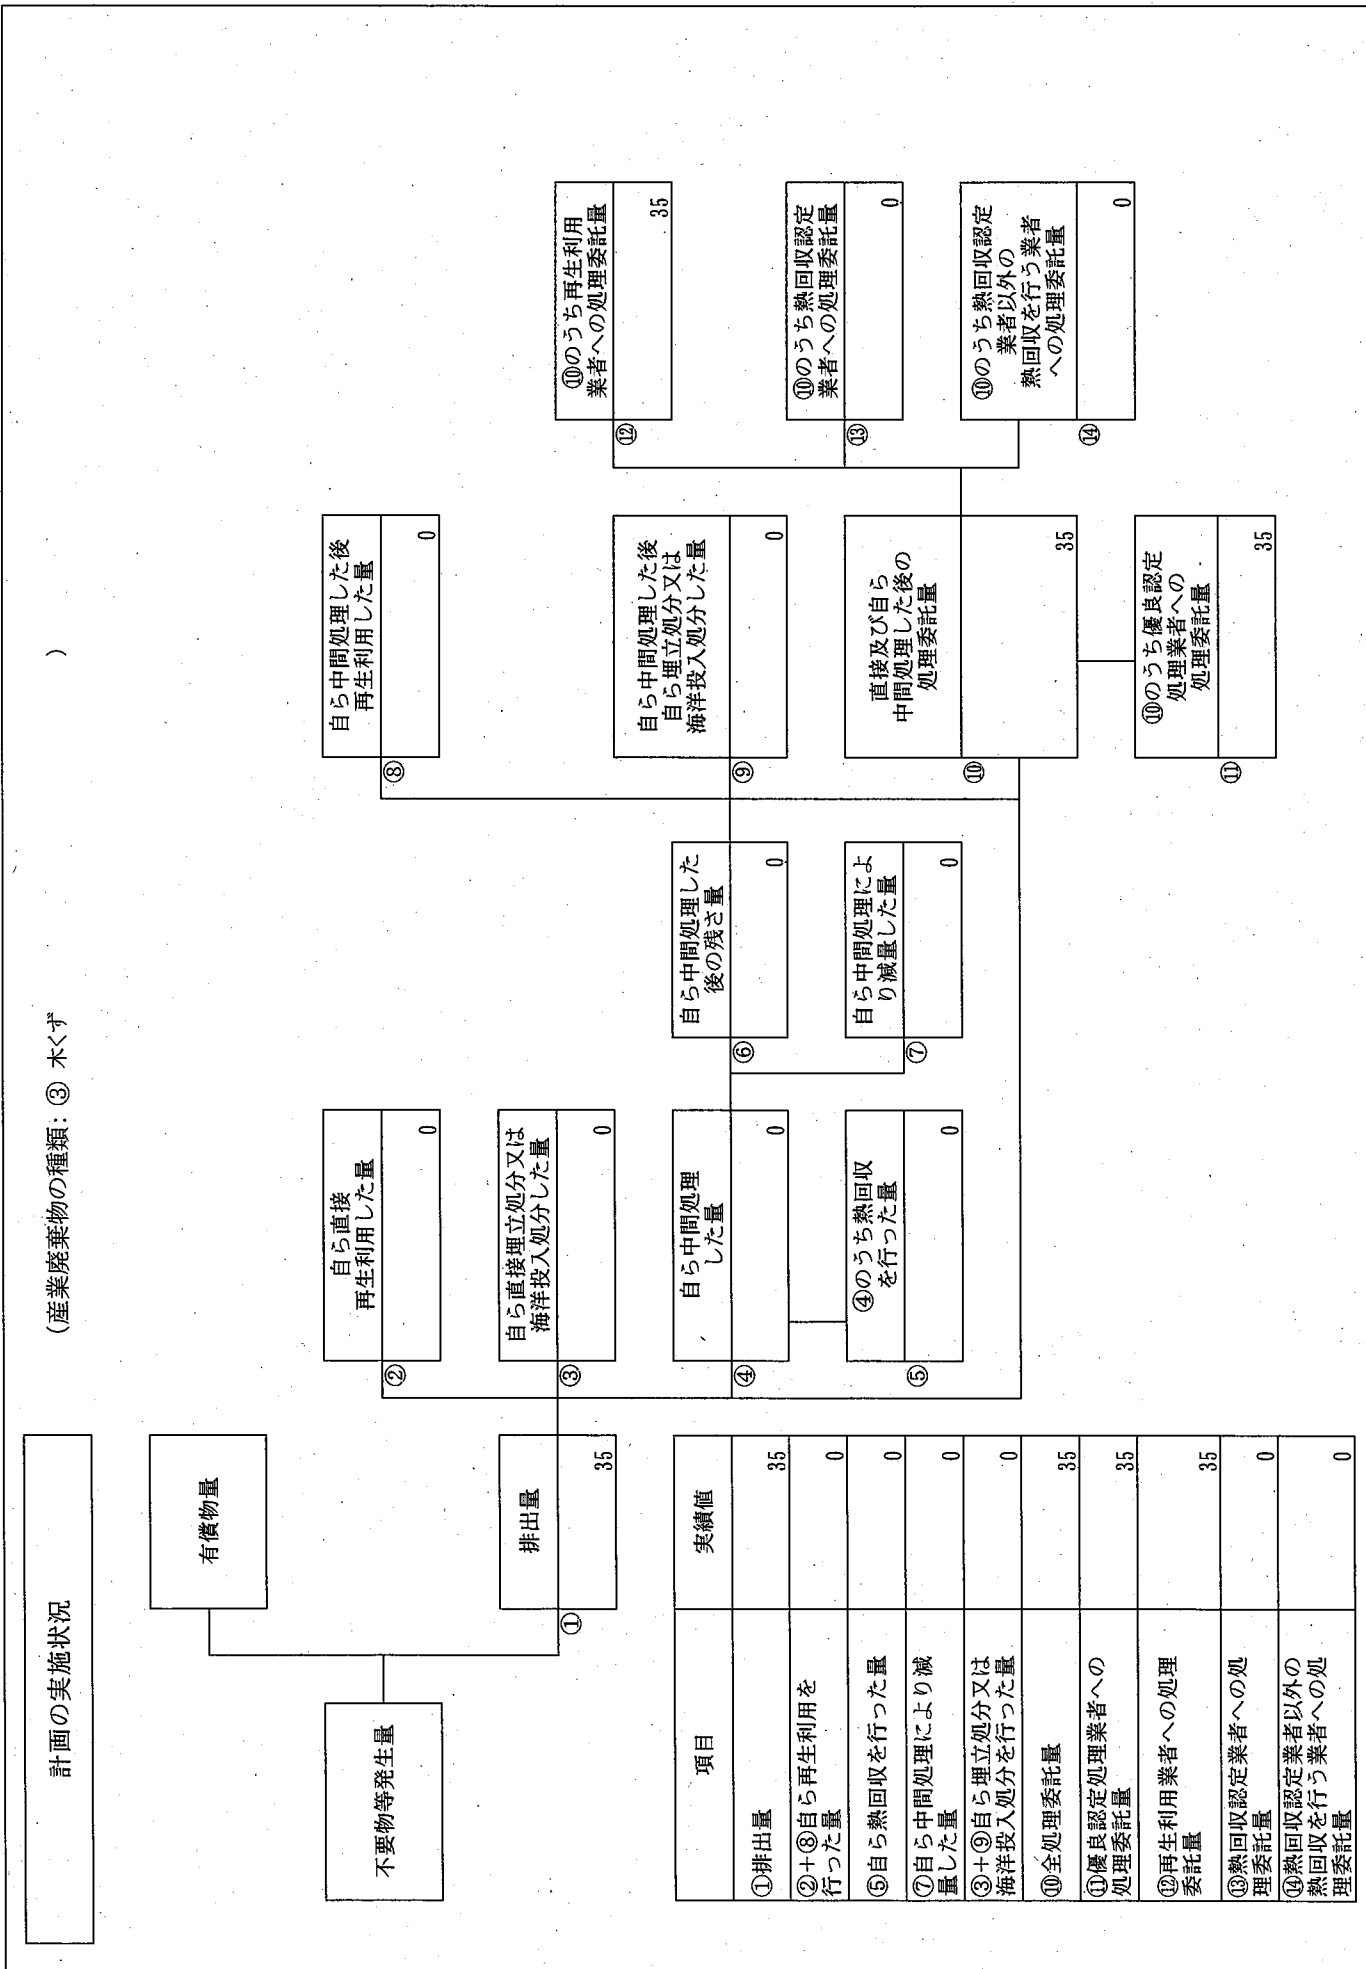 計画の実施状況
(産業廃棄物の種類:③ 木くず
)
不要物等発生量
有償物量
①
排出量
35
②
自ら直接
再生利用した量
0
③
自ら直接埋立処分又は
海洋投入処分した量
0
④
自ら中間処理
した量
0
⑤
④のうち熱回収
を行った量
0
⑥
自ら中間処理した
後の残さ量
0
⑦
自ら中間処理によ
り減量した量
0
⑧
自ら中間処理した後
再生利用した量
0
⑨
自ら中間処理した後
自ら埋立処分又は
海洋投入処分した量
0
⑩
直接及び自ら
中間処理した後の
処理委託量
35
⑪
⑩のうち優良認定
処理業者への
処理委託量
35
⑫
⑩のうち再生利用
業者への処理委託量
35
⑬
⑩のうち熱回収認定
業者への処理委託量
0
⑭
⑩のうち熱回収認定
業者以外の
熱回収を行う業者
への処理委託量
0
項目 実績値
①排出量 35
②+⑧自ら再生利用を
行った量 0
⑤自ら熱回収を行った量 0
⑦自ら中間処理により減
量した量 0
③+⑨自ら埋立処分又は
海洋投入処分を行った量 0
⑩全処理委託量 35
⑪優良認定処理業者への
処理委託量 35
⑫再生利用業者への処理
委託量 35
⑬熱回収認定業者への処
理委託量 0
⑭熱回収認定業者以外の
熱回収を行う業者への処
理委託量 0